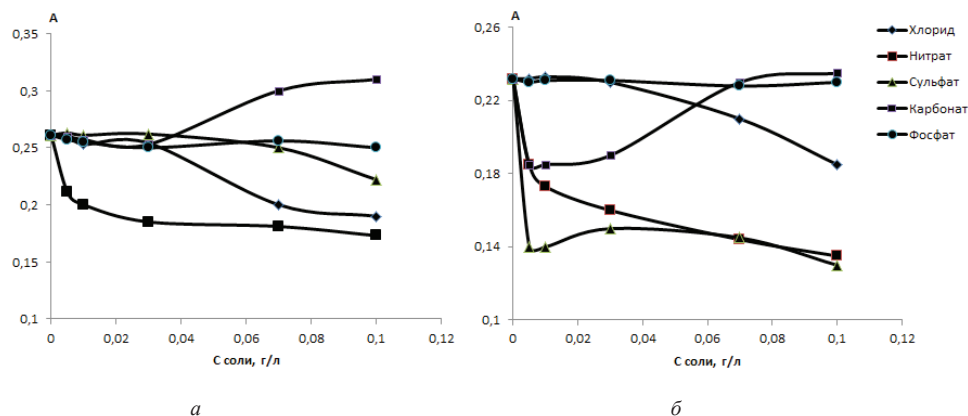 А
0,35
0,3
0,25
0,2
0,15
0,1
0 0,02 0,04 0,06 0,08 0,1 0,12
С соли, г/л
а
А
0,26
0,22
0,18
0,14
0,1
0 0,02 0,04 0,06 0,08 0,1 0,12
С соли, г/л
б
Хлорид
Нитрат
Сульфат
Карбонат
Фосфат